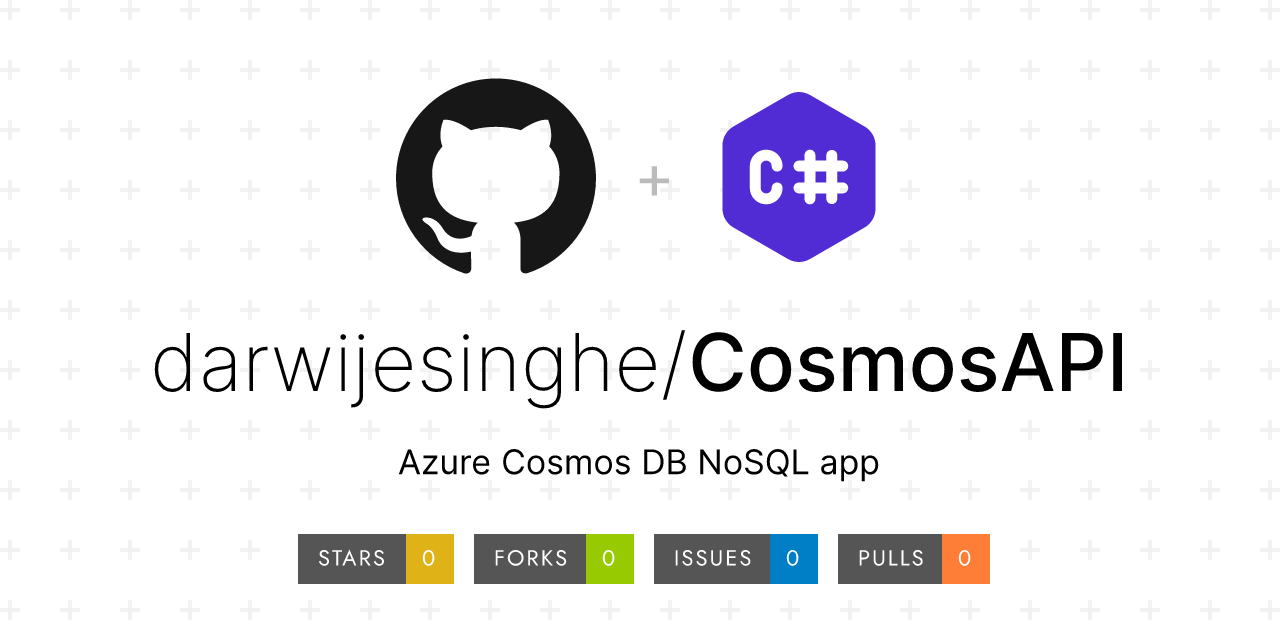 C#
darwijesinghe/CosmosAPI
Azure Cosmos DB NoSQL app
STARS 0 FORKS 0 ISSUES 0 PULLS 0